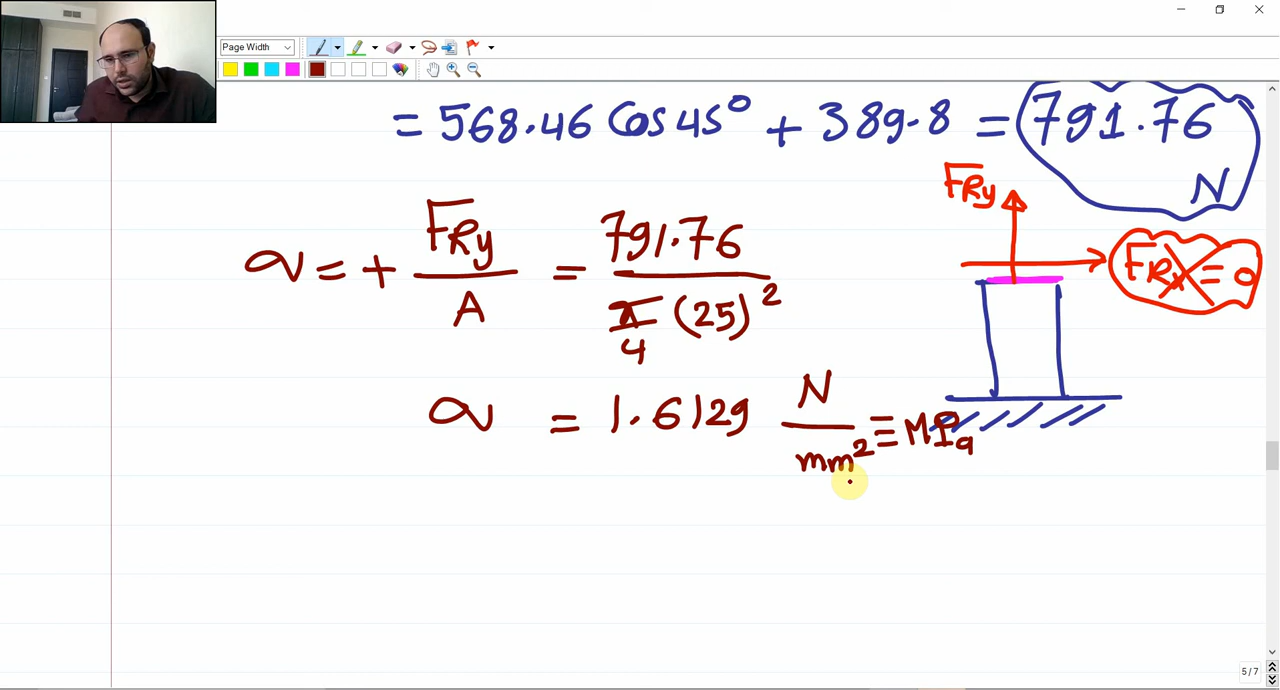 Page Width
= 568.46 Cos 45° + 389.8 = 791.76 N
FRy
FRx = 0
σ = + FRy / A = 791.76 / π/4 (25)²
σ = 1.6129 N / mm² ≡ MPa
5/7